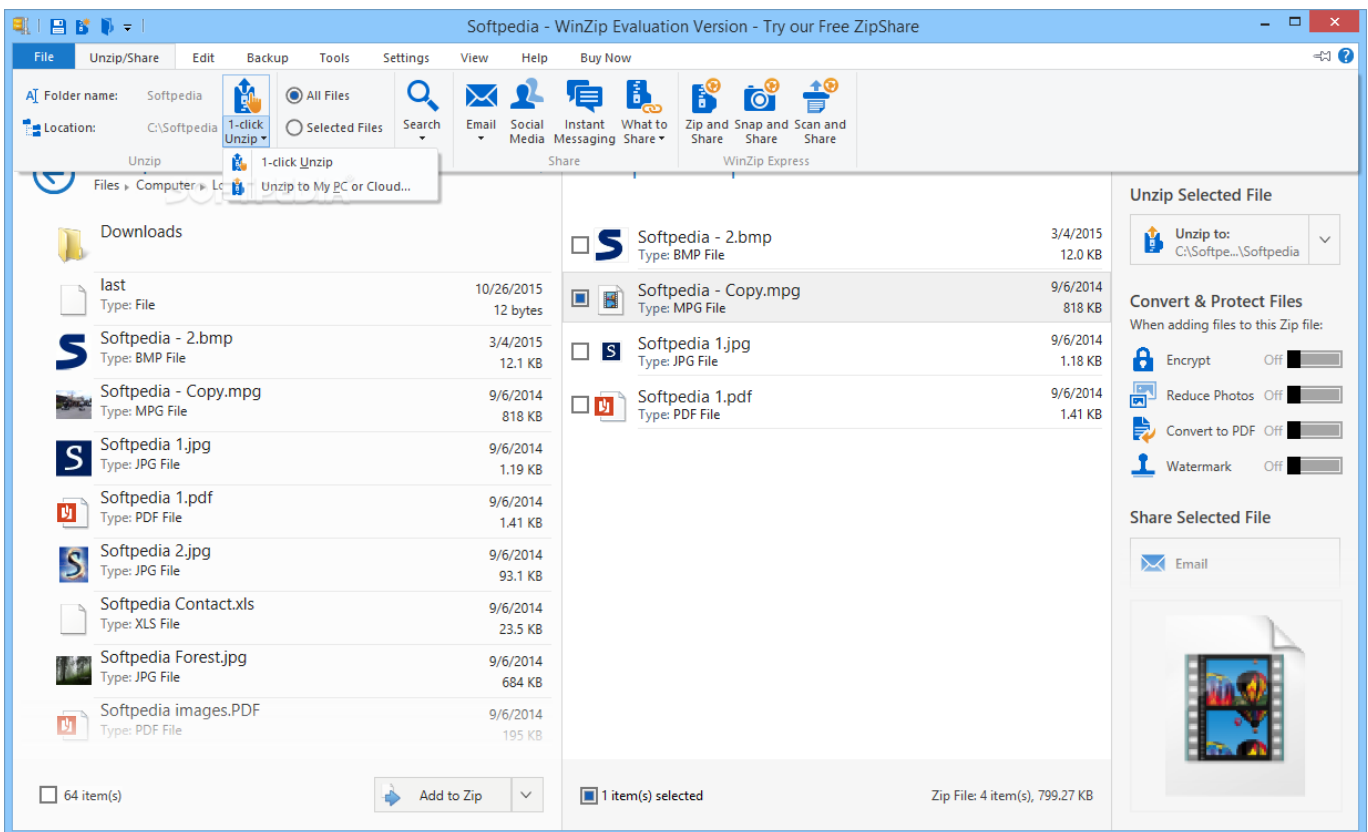 Softpedia - WinZip Evaluation Version - Try our Free ZipShare
File Unzip/Share Edit Backup Tools Settings View Help Buy Now
Folder name: Softpedia
Location: C:\Softpedia
1-click
Unzip
All Files
Selected Files
Unzip
1-click Unzip
Unzip to My PC or Cloud...
Search
Email
Social
Media
Instant
Messaging
What to
Share
Share
Zip and
Share
Snap and
Share
Scan and
Share
WinZip Express
Files Computer
SOFTPEDIA
Downloads
last
Type: File
10/26/2015
12 bytes
Softpedia - 2.bmp
Type: BMP File
3/4/2015
12.1 KB
Softpedia - Copy.mpg
Type: MPG File
9/6/2014
818 KB
Softpedia 1.jpg
Type: JPG File
9/6/2014
1.19 KB
Softpedia 1.pdf
Type: PDF File
9/6/2014
1.41 KB
Softpedia 2.jpg
Type: JPG File
9/6/2014
93.1 KB
Softpedia Contact.xls
Type: XLS File
9/6/2014
23.5 KB
Softpedia Forest.jpg
Type: JPG File
9/6/2014
684 KB
Softpedia images.PDF
Type: PDF File
9/6/2014
195 KB
64 item(s)
Add to Zip
Softpedia - 2.bmp
Type: BMP File
3/4/2015
12.0 KB
Softpedia - Copy.mpg
Type: MPG File
9/6/2014
818 KB
Softpedia 1.jpg
Type: JPG File
9/6/2014
1.18 KB
Softpedia 1.pdf
Type: PDF File
9/6/2014
1.41 KB
1 item(s) selected
Zip File: 4 item(s), 799.27 KB
Unzip Selected File
Unzip to:
C:\Softpe...\Softpedia
Convert & Protect Files
When adding files to this Zip file:
Encrypt Off
Reduce Photos Off
Convert to PDF Off
Watermark Off
Share Selected File
Email